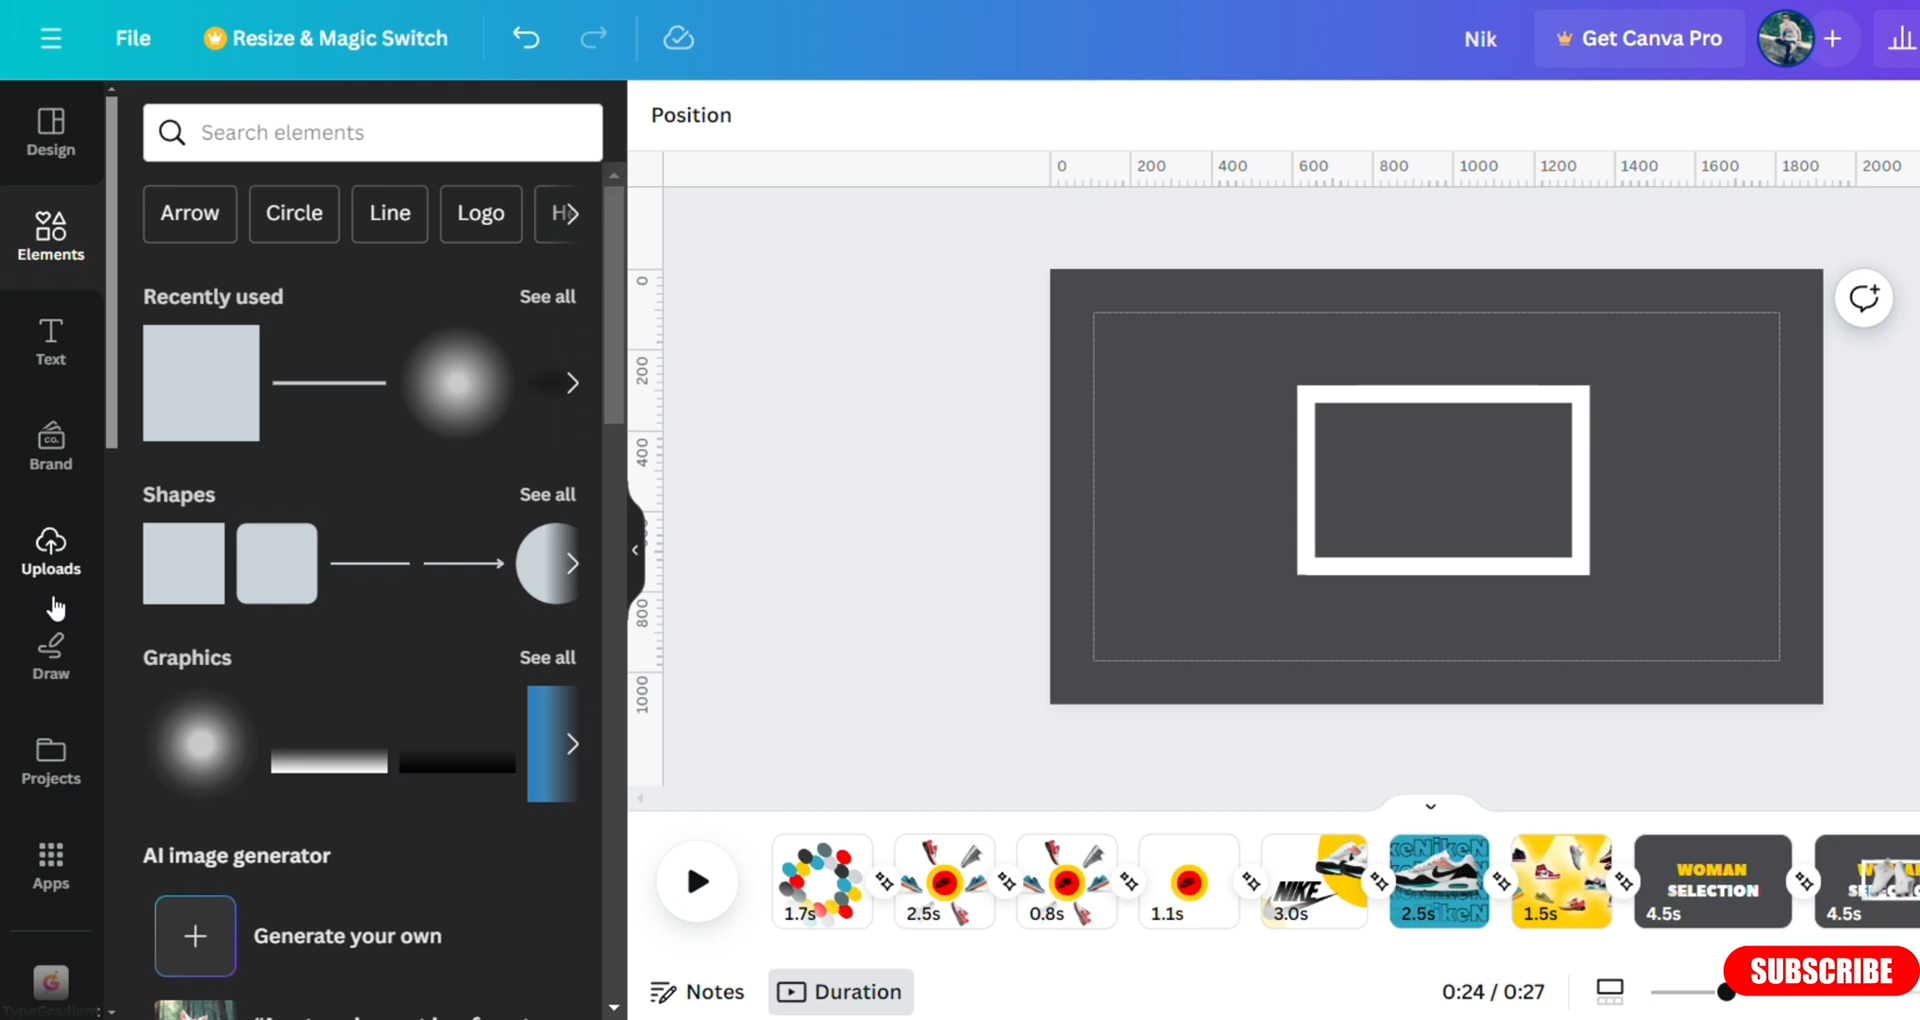 File
Resize & Magic Switch
Nik
Get Canva Pro
Design
Elements
Text
CO.
Brand
Uploads
Draw
Projects
Apps
Search elements
Arrow
Circle
Line
Logo
Recently used
See all
Shapes
See all
Graphics
See all
AI image generator
Generate your own
Position
0 200 400 600 800 1000 1200 1400 1600 1800 2000
0
200
400
800
1000
1.7s
2.5s
0.8s
1.1s
NIKE
3.0s
2.5s
1.5s
WOMAN
SELECTION
4.5s
4.5s
Notes
Duration
0:24 / 0:27
SUBSCRIBE